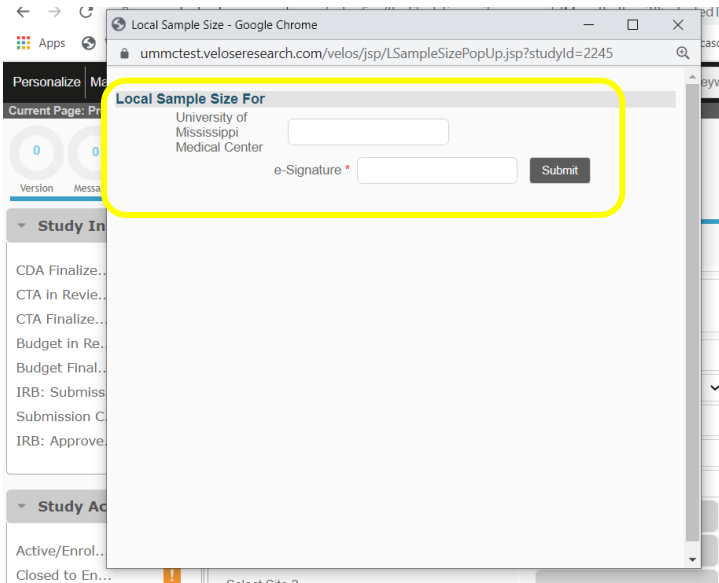 Local Sample Size - Google Chrome
Apps
ummctest.veloseresearch.com/velos/jsp/LSampleSizePopUp.jsp?studyId=2245
Personalize
Current Page:
Local Sample Size For
University of
Mississippi
Medical Center
e-Signature *
Submit
0
0
Version
Study In
CDA Finalize...
CTA in Revie...
CTA Finalize...
Budget in Re...
Budget Final...
IRB: Submiss
Submission C
IRB: Approve
Study Ac
Active/Enrol...
Closed to En...
!